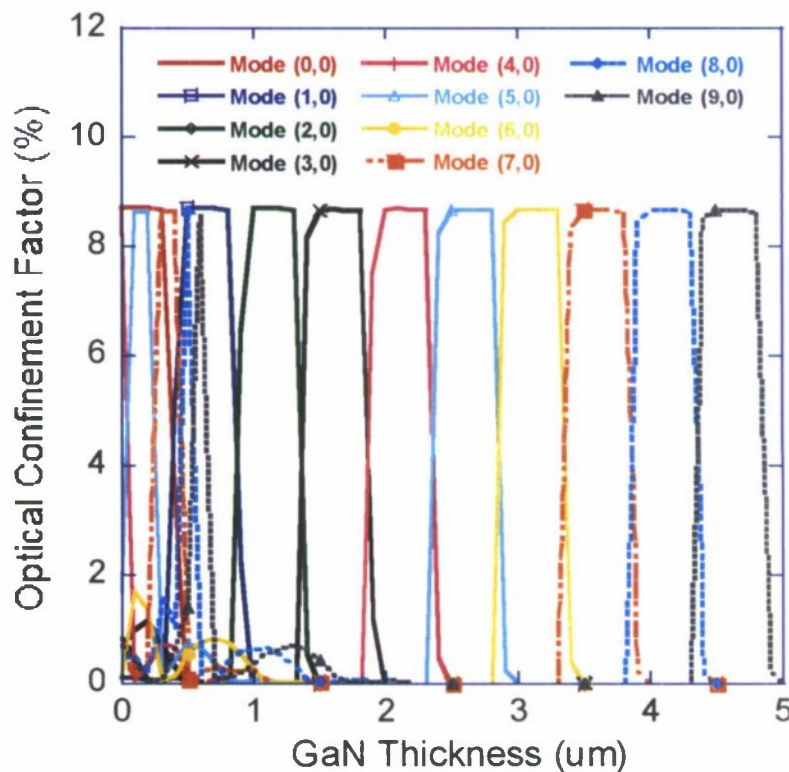 Optical Confinement Factor (%)
12
10
8
6
4
2
0
Mode (0,0)
Mode (1,0)
Mode (2,0)
Mode (3,0)
Mode (4,0)
Mode (5,0)
Mode (6,0)
Mode (7,0)
Mode (8,0)
Mode (9,0)
0 1 2 3 4 5
GaN Thickness (um)